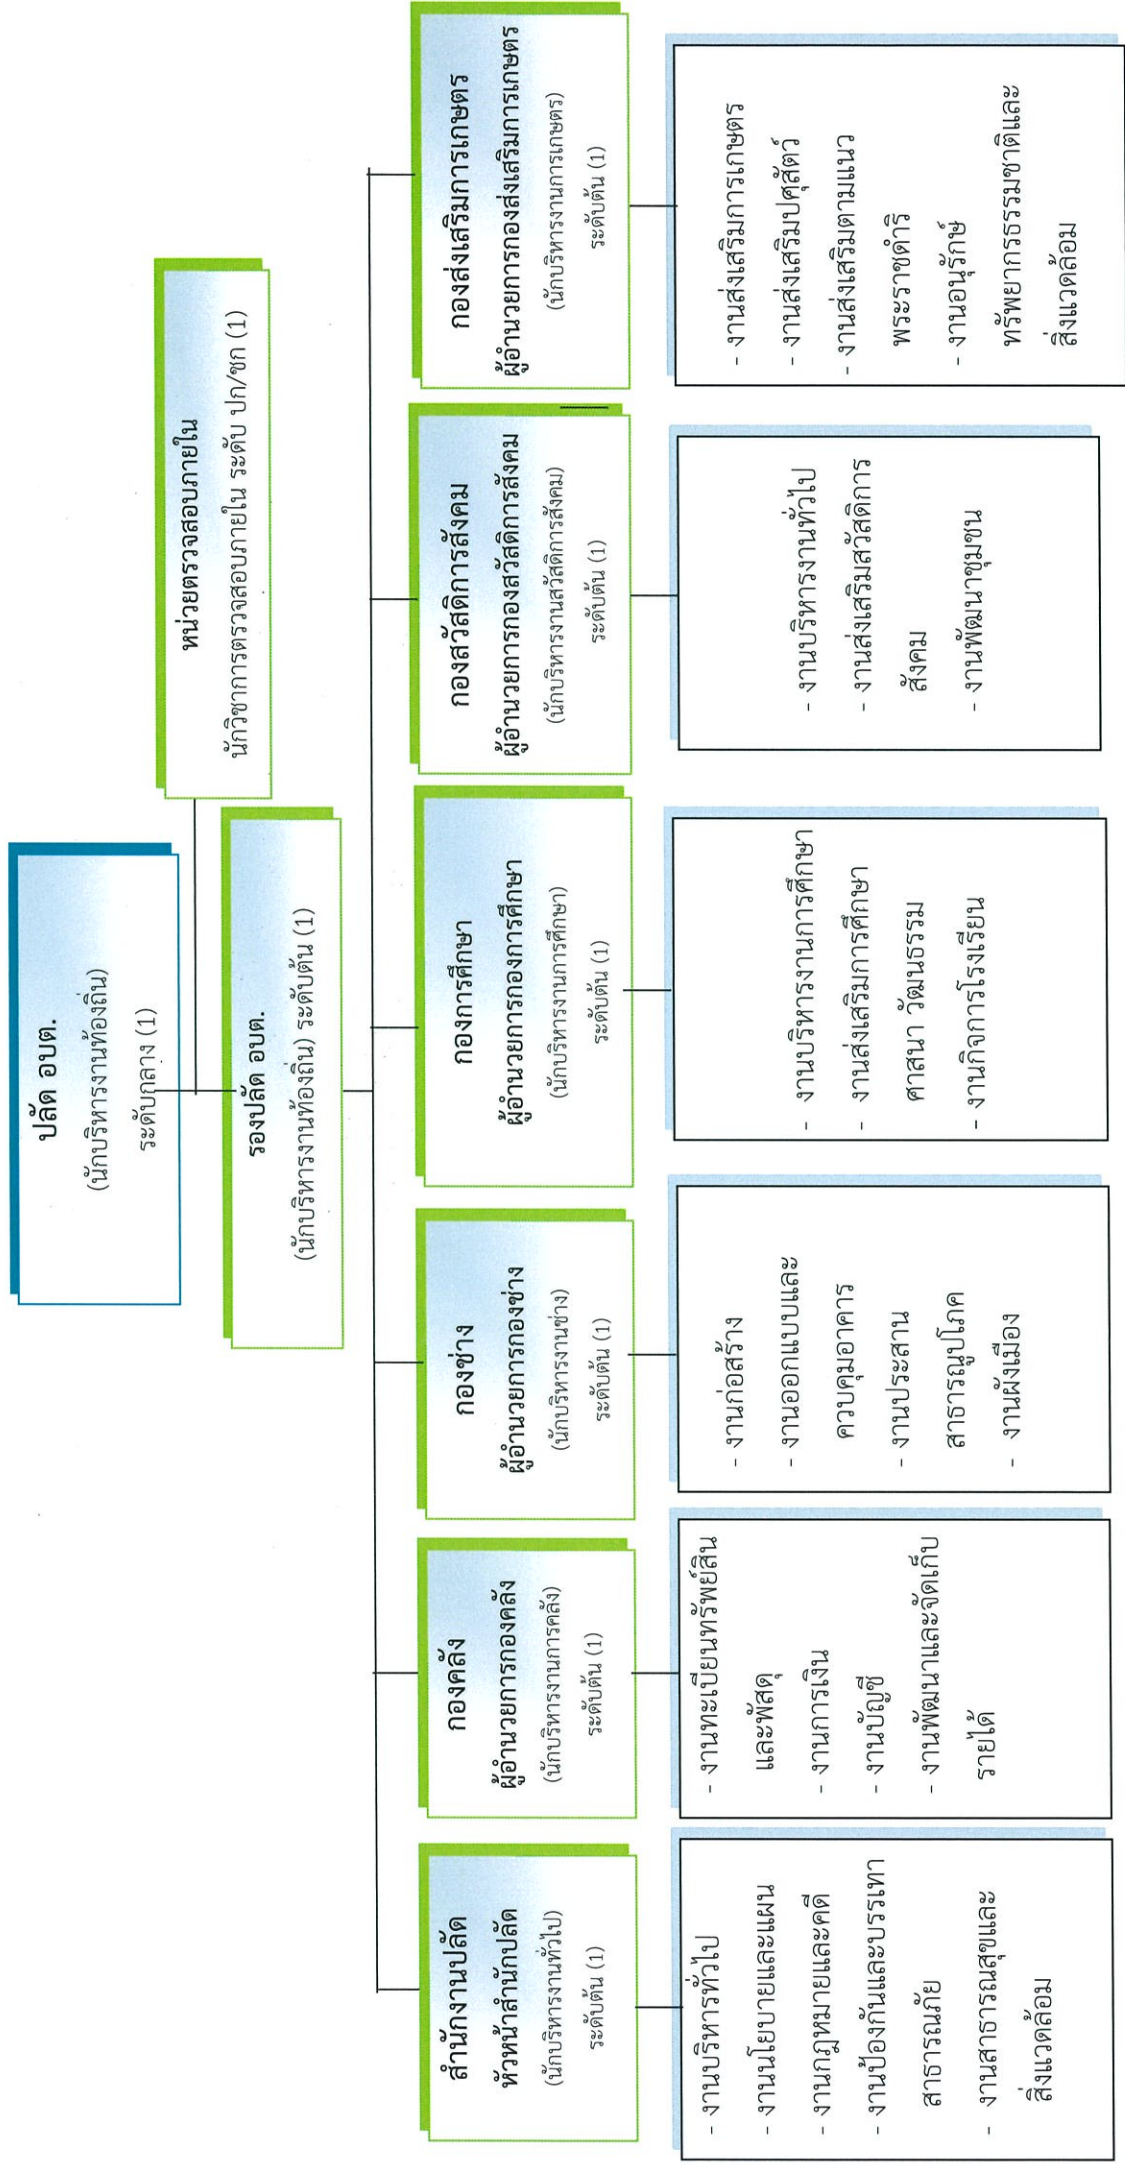 ปลัด อบต.
(นักบริหารงานท้องถิ่น)
ระดับกลาง (1)
หน่วยตรวจสอบภายใน
นักวิชาการตรวจสอบภายใน ระดับ ปก/ชก (1)
รองปลัด อบต.
(นักบริหารงานท้องถิ่น) ระดับต้น (1)
สำนักงานปลัด
หัวหน้าสำนักปลัด
(นักบริหารงานทั่วไป)
ระดับต้น (1)
กองคลัง
ผู้อำนวยการกองคลัง
(นักบริหารงานการคลัง)
ระดับต้น (1)
กองช่าง
ผู้อำนวยการกองช่าง
(นักบริหารงานช่าง)
ระดับต้น (1)
กองการศึกษา
ผู้อำนวยการกองการศึกษา
(นักบริหารงานการศึกษา)
ระดับต้น (1)
กองสวัสดิการสังคม
ผู้อำนวยการกองสวัสดิการสังคม
(นักบริหารงานสวัสดิการสังคม)
ระดับต้น (1)
กองส่งเสริมการเกษตร
ผู้อำนวยการกองส่งเสริมการเกษตร
(นักบริหารงานการเกษตร)
ระดับต้น (1)
- งานบริหารทั่วไป
- งานนโยบายและแผน
- งานกฎหมายและคดี
- งานป้องกันและบรรเทา
สาธารณภัย
- งานสาธารณสุขและ
สิ่งแวดล้อม
- งานทะเบียนทรัพย์สิน
และพัสดุ
- งานการเงิน
- งานบัญชี
- งานพัฒนาและจัดเก็บ
รายได้
- งานก่อสร้าง
- งานออกแบบและ
ควบคุมอาคาร
- งานประสาน
สาธารณูปโภค
- งานผังเมือง
- งานบริหารงานการศึกษา
- งานส่งเสริมการศึกษา
ศาสนา วัฒนธรรม
- งานกิจการโรงเรียน
- งานบริหารงานทั่วไป
- งานส่งเสริมสวัสดิการ
สังคม
- งานพัฒนาชุมชน
- งานส่งเสริมการเกษตร
- งานส่งเสริมปศุสัตว์
- งานส่งเสริมตามแนว
พระราชดำริ
- งานอนุรักษ์
ทรัพยากรธรรมชาติและ
สิ่งแวดล้อม